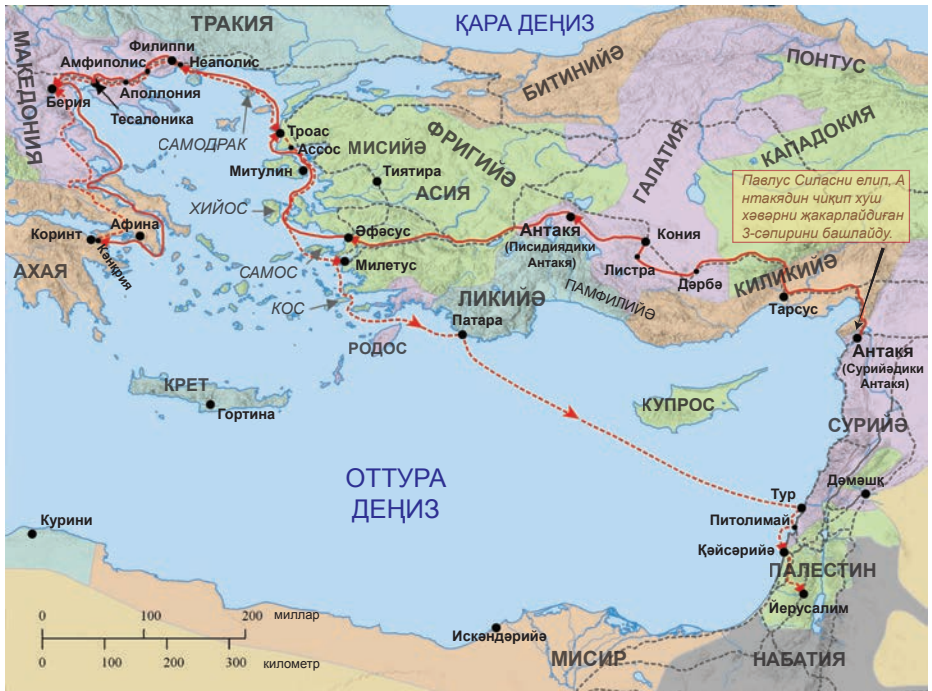 ТРАКИЯ
ҚАРА ДЕҢИЗ
МАКЕДОНИЯ
Филиппи
Неаполис
Амфиполис
Аполлония
Берия
Тесалоника
БИТИНИЙӘ
ПОНТУС
САМОДРАК
Троас
Ассос
МИСИЙӘ
ФРИГИЙӘ
ГАЛАТИЯ
КАПАДОКИЯ
Митулин
Тиятира
АСИЯ
Павлус Силасни елип, А
нтакядин чиқип хуш
хәвәрни җакарлайдиған
3-сәпирини башлайду.
ХИЙОС
Афина
Коринт
Кәнқрия
Әфәсус
Антакя
(Писидиядики
Антакя)
Кония
АХАЯ
САМОС
Милетус
Листра
Дәрбә
КИЛИКИЙӘ
ПАМФИЛИЙӘ
ЛИКИЙӘ
Тарсус
КОС
Патара
РОДОС
Антакя
(Сурийәдики
Антакя)
КРЕТ
Гортина
КУПРОС
СУРИЙӘ
ОТТУРА
ДЕҢИЗ
Дәмәшқ
Тур
Питолимай
Курини
Қәйсәрийә
ПАЛЕСТИН
Йерусалим
0 100 200 миллар
0 100 200 300 километр
Искәндәрийә
МИСИР
НАБАТИЯ